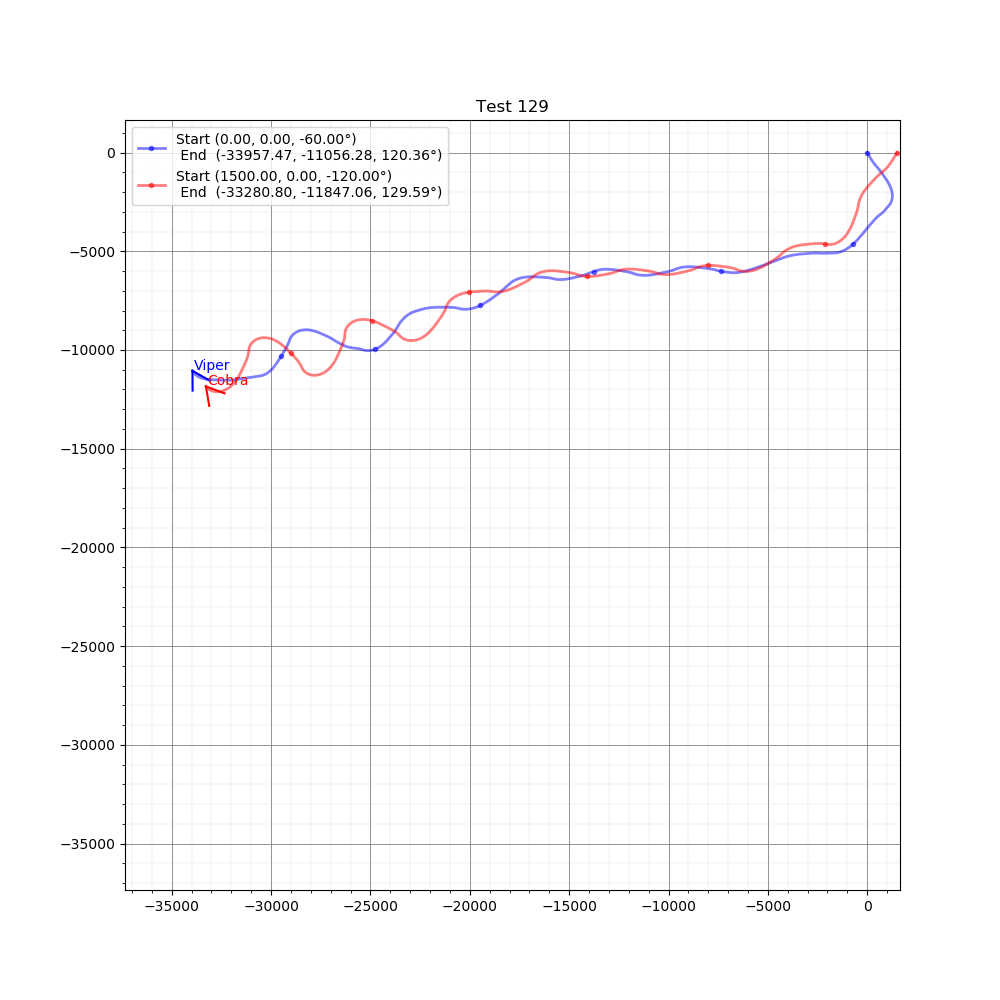 Test 129
Start (0.00, 0.00, -60.00°)
End  (-33957.47, -11056.28, 120.36°)
Start (1500.00, 0.00, -120.00°)
End  (-33280.80, -11847.06, 129.59°)
0
−5000
−10000
−15000
−20000
−25000
−30000
−35000
Viper
Cobra
−35000
−30000
−25000
−20000
−15000
−10000
−5000
0